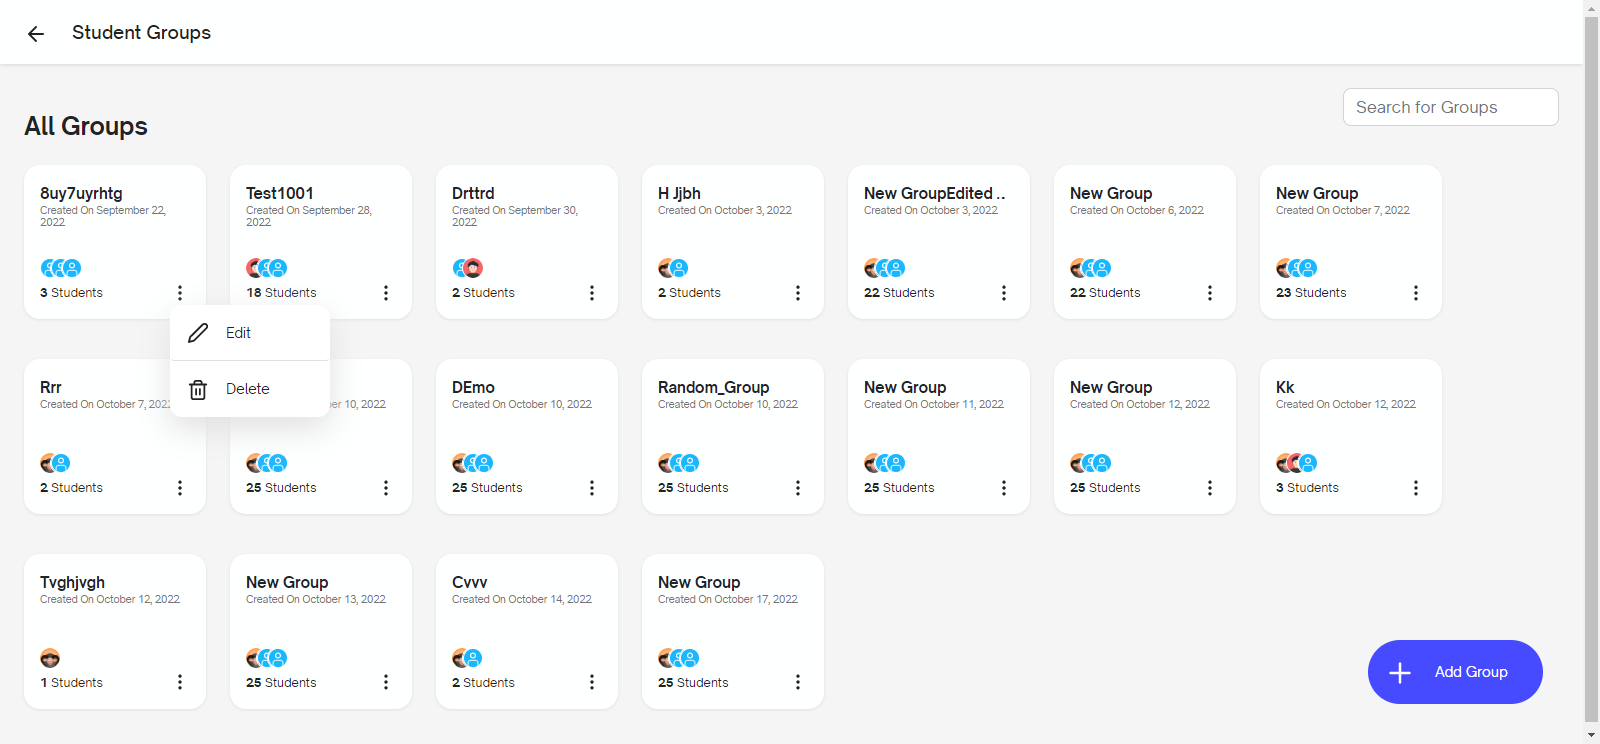 Student Groups
Search for Groups
All Groups
8uy7uyrhtg
Created On September 22,
2022
3 Students
Test1001
Created On September 28,
2022
18 Students
Drttrd
Created On September 30,
2022
2 Students
H Jjbh
Created On October 3, 2022
2 Students
New GroupEdited ..
Created On October 3, 2022
22 Students
New Group
Created On October 6, 2022
22 Students
New Group
Created On October 7, 2022
23 Students
Edit
Delete
Rrr
Created On October 7, 2022
2 Students
10, 2022
25 Students
DEmo
Created On October 10, 2022
25 Students
Random_Group
Created On October 10, 2022
25 Students
New Group
Created On October 11, 2022
25 Students
New Group
Created On October 12, 2022
25 Students
Kk
Created On October 12, 2022
3 Students
Tvghjvgh
Created On October 12, 2022
1 Students
New Group
Created On October 13, 2022
25 Students
Cvvv
Created On October 14, 2022
2 Students
New Group
Created On October 17, 2022
25 Students
Add Group